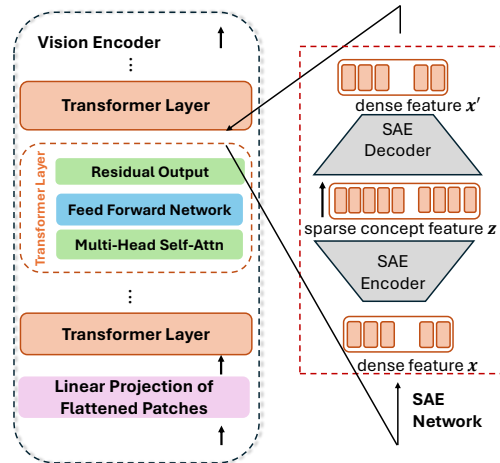 Vision Encoder
...
Transformer Layer
Transformer Layer
Residual Output
Feed Forward Network
Multi-Head Self-Attn
...
Transformer Layer
Linear Projection of
Flattened Patches
dense feature x′
SAE
Decoder
sparse concept feature z
SAE
Encoder
dense feature x
SAE
Network